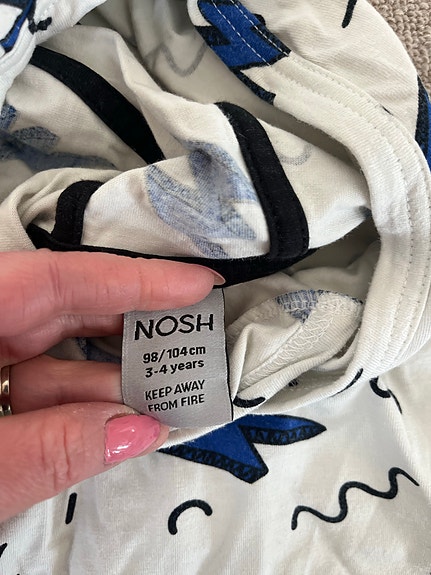 NOSH
98/104cm
3-4 years
KEEP AWAY
FROM FIRE